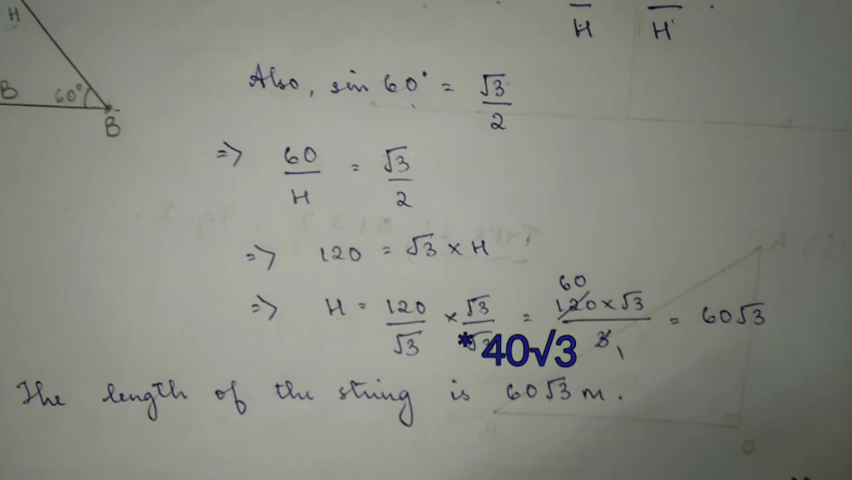 H
H H
B 60°
B
Also, sin 60° = √3/2
=> 60/H = √3/2
=> 120 = √3 × H
60
=> H = 120/√3 × √3/√3 = 120×√3/3 = 60√3
1
*40√3
The length of the string is 60√3 m.